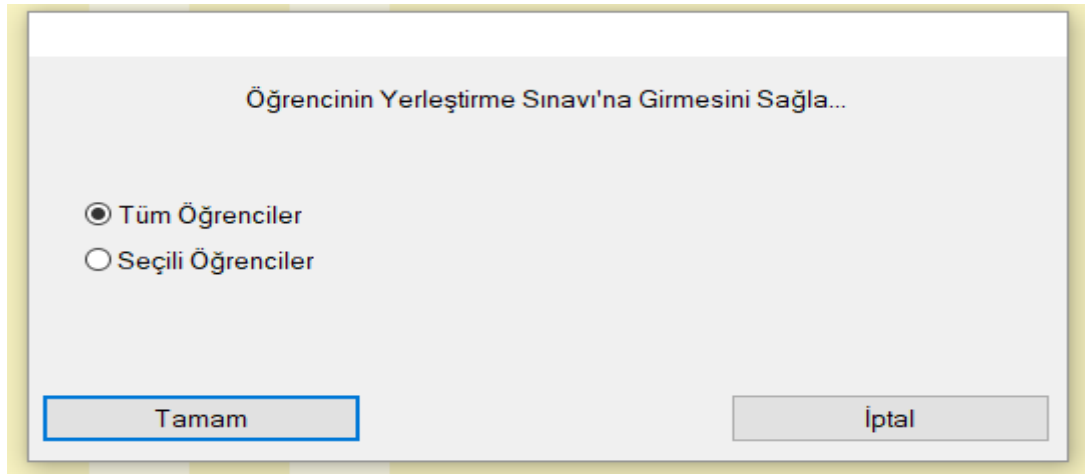 Öğrencinin Yerleştirme Sınavı'na Girmesini Sağla...
Tüm Öğrenciler
Seçili Öğrenciler
Tamam
İptal